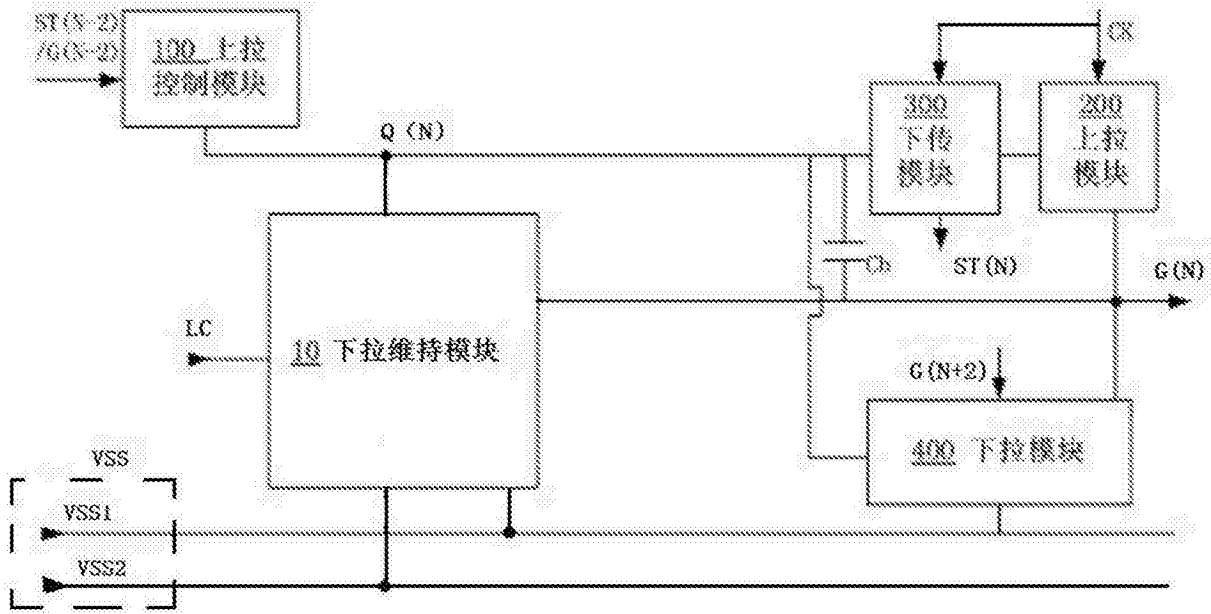 ST(N-2)
/G(N-2)
100 上拉
控制模块
CK
300
下传
模块
200
上拉
模块
Q（N）
Cb
ST(N)
G(N)
LC
10 下拉维持模块
G(N+2)
400 下拉模块
VSS
VSS1
VSS2